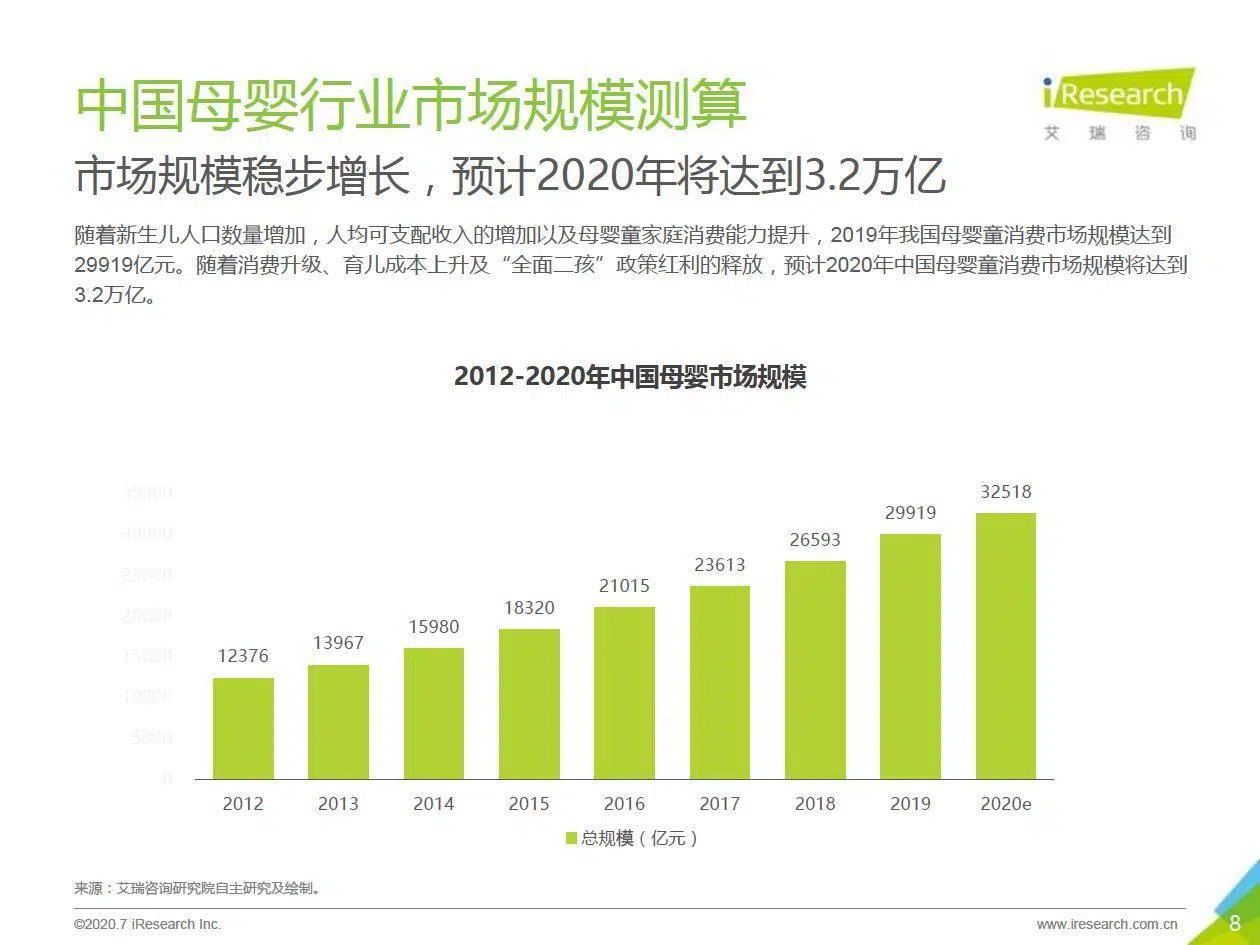 中国母婴行业市场规模测算
iResearch
艾瑞咨询
市场规模稳步增长，预计2020年将达到3.2万亿
随着新生儿人口数量增加，人均可支配收入的增加以及母婴童家庭消费能力提升，2019年我国母婴童消费市场规模达到
29919亿元。随着消费升级、育儿成本上升及“全面二孩”政策红利的释放，预计2020年中国母婴童消费市场规模将达到
3.2万亿。
2012-2020年中国母婴市场规模
35000
30000
25000
20000
15000
10000
5000
0
12376
13967
15980
18320
21015
23613
26593
29919
32518
2012 2013 2014 2015 2016 2017 2018 2019 2020e
总规模（亿元）
来源：艾瑞咨询研究院自主研究及绘制。
©2020.7 iResearch Inc.
www.iresearch.com.cn
8